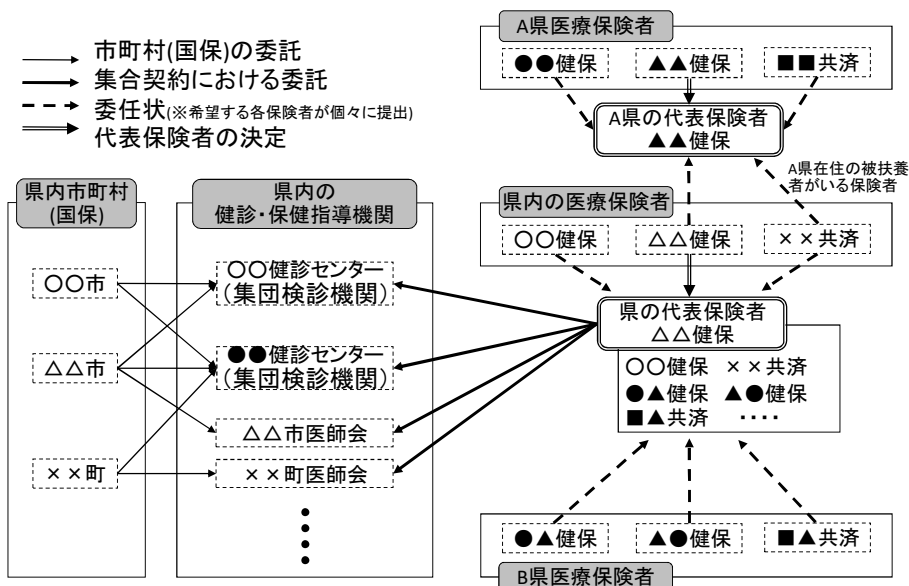 市町村(国保)の委託
集合契約における委託
委任状(※希望する各保険者が個々に提出)
代表保険者の決定
A県医療保険者
●●健保
▲▲健保
■■共済
A県の代表保険者
▲▲健保
A県在住の被扶養
者がいる保険者
県内市町村
(国保)
〇〇市
△△市
××町
県内の
健診・保健指導機関
〇〇健診センター
(集団検診機関)
●●健診センター
(集団検診機関)
△△市医師会
××町医師会
県内の医療保険者
〇〇健保
△△健保
××共済
県の代表保険者
△△健保
〇〇健保 ××共済
●▲健保 ▲●健保
■▲共済 ‥‥
●▲健保
▲●健保
■▲共済
B県医療保険者